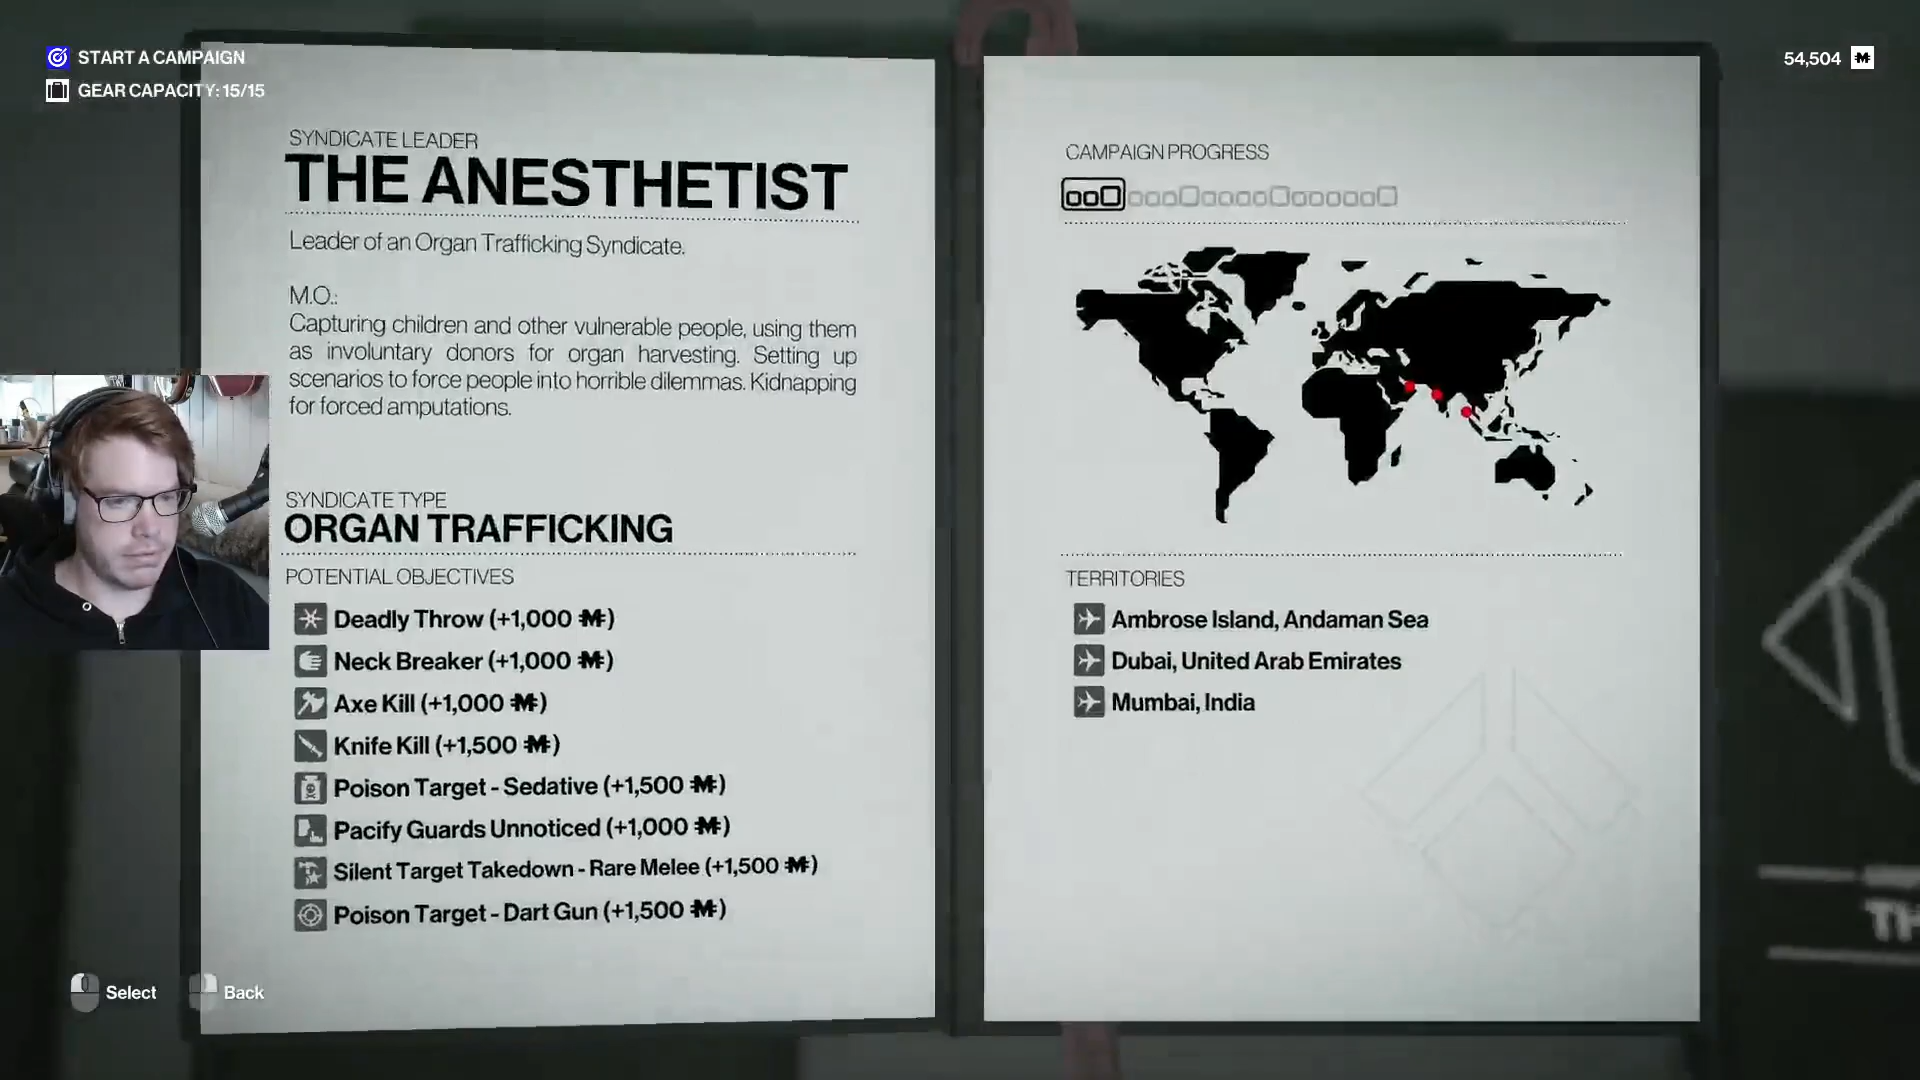 START A CAMPAIGN
GEAR CAPACITY: 15/15
54,504
SYNDICATE LEADER
THE ANESTHETIST
Leader of an Organ Trafficking Syndicate.
M.O.:
Capturing children and other vulnerable people, using them
as involuntary donors for organ harvesting. Setting up
scenarios to force people into horrible dilemmas. Kidnapping
for forced amputations.
SYNDICATE TYPE
ORGAN TRAFFICKING
POTENTIAL OBJECTIVES
Deadly Throw (+1,000 M)
Neck Breaker (+1,000 M)
Axe Kill (+1,000 M)
Knife Kill (+1,500 M)
Poison Target - Sedative (+1,500 M)
Pacify Guards Unnoticed (+1,000 M)
Silent Target Takedown - Rare Melee (+1,500 M)
Poison Target - Dart Gun (+1,500 M)
CAMPAIGN PROGRESS
TERRITORIES
Ambrose Island, Andaman Sea
Dubai, United Arab Emirates
Mumbai, India
TH
Select
Back